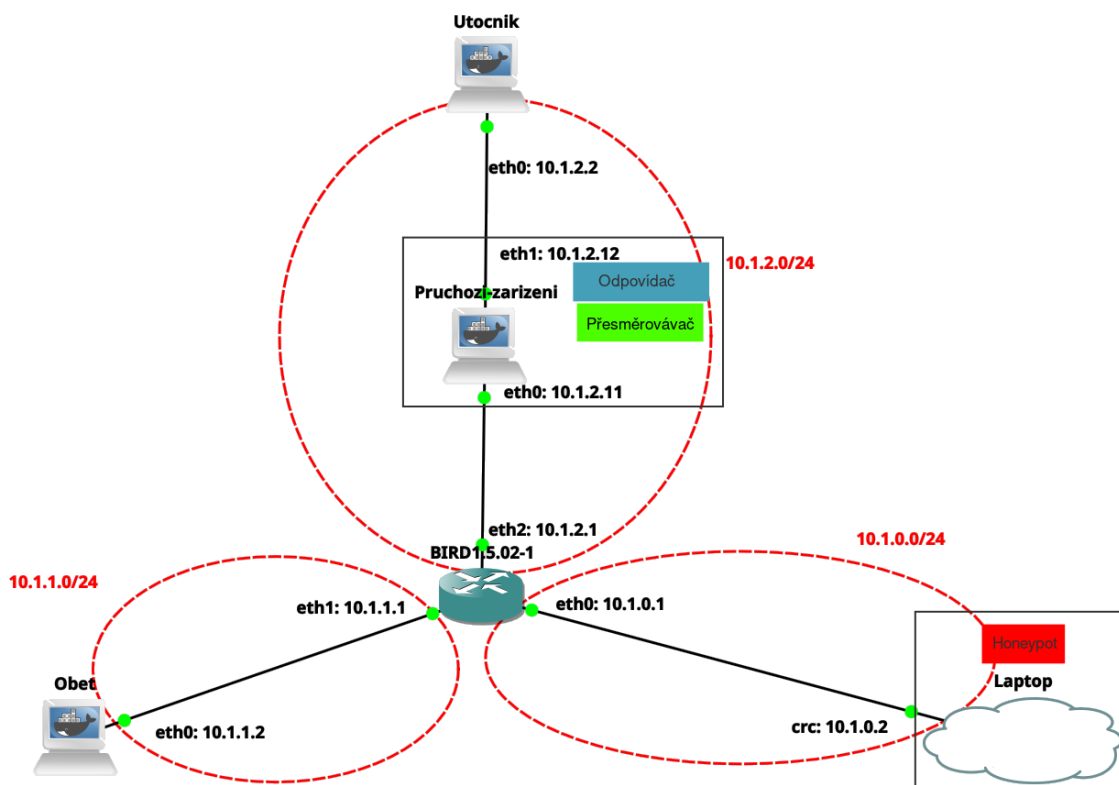 Utocnik
eth0: 10.1.2.2
eth1: 10.1.2.12
10.1.2.0/24
Odpovídač
Pruchozi-zarizeni
Přesměrovávač
eth0: 10.1.2.11
eth2: 10.1.2.1
BIRD1.5.02-1
10.1.0.0/24
10.1.1.0/24
eth1: 10.1.1.1
eth0: 10.1.0.1
Honeypot
Obet
Laptop
eth0: 10.1.1.2
crc: 10.1.0.2